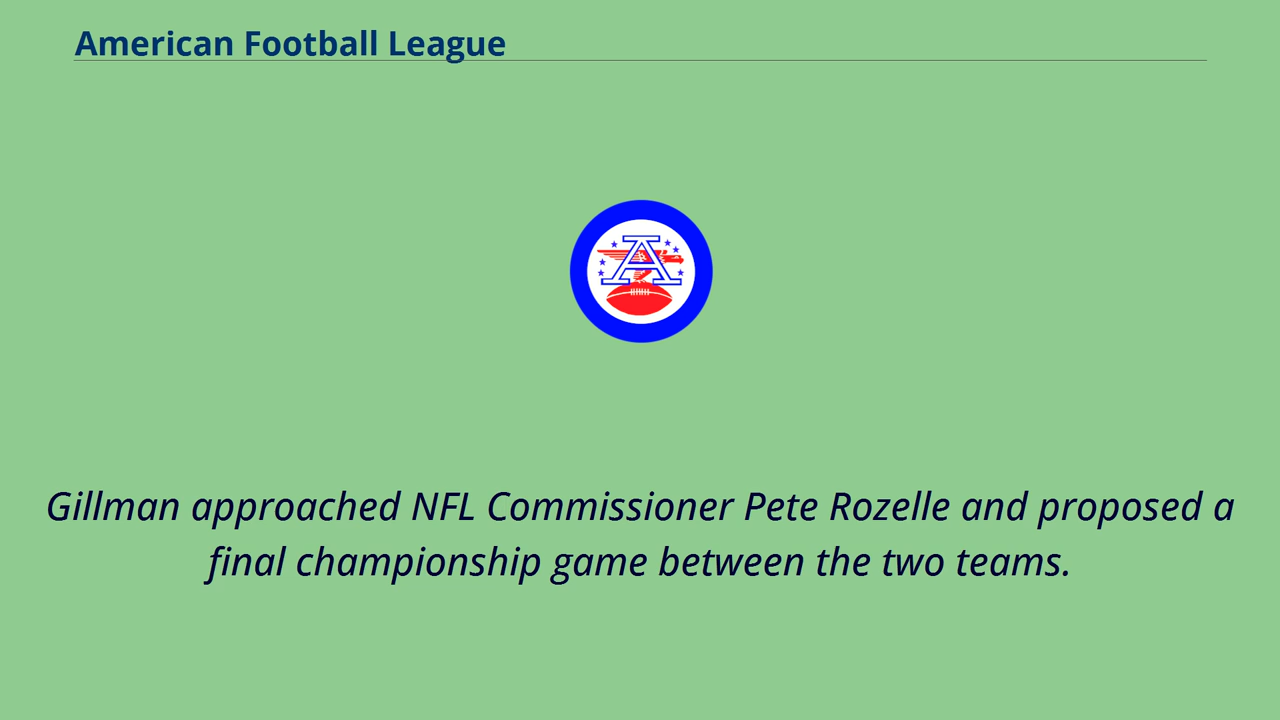 American Football League
A
Gillman approached NFL Commissioner Pete Rozelle and proposed a
final championship game between the two teams.